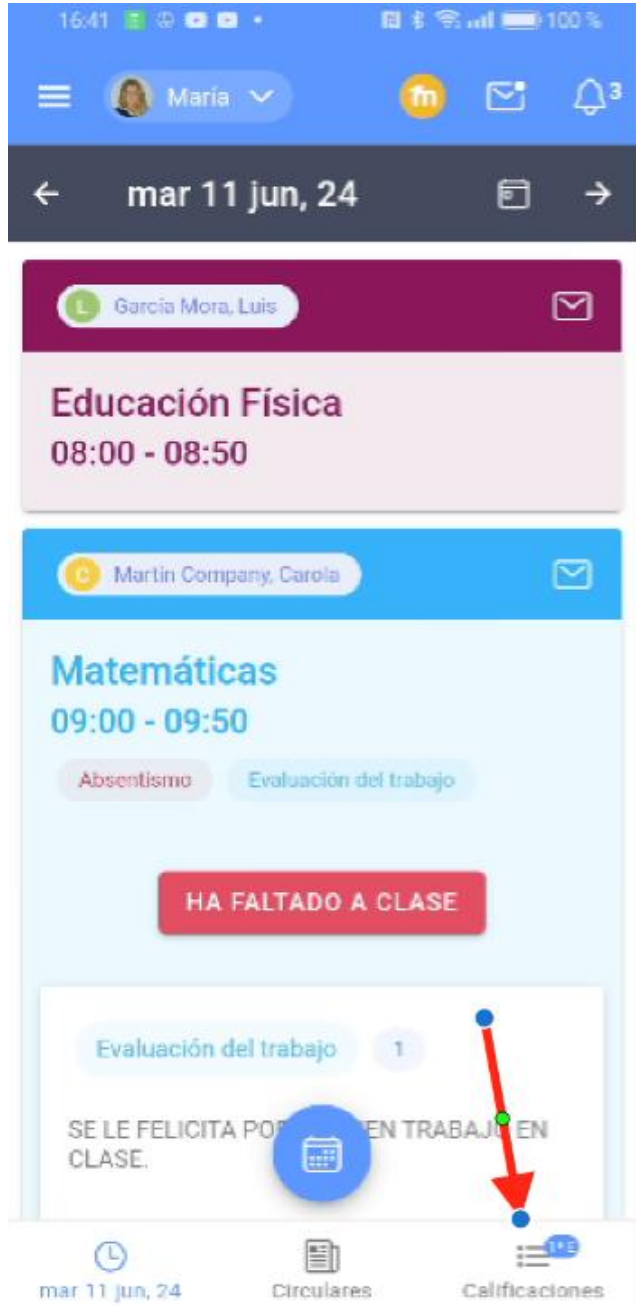 16:41
100 %
María
m
3
mar 11 jun, 24
L García Mora, Luis
Educación Física
08:00 - 08:50
C Martin Company, Carola
Matemáticas
09:00 - 09:50
Absentismo Evaluación del trabajo
HA FALTADO A CLASE
Evaluación del trabajo 1
SE LE FELICITA EN TRABAJO EN
CLASE.
1ª E
mar 11 jun, 24 Circulares Calificaciones